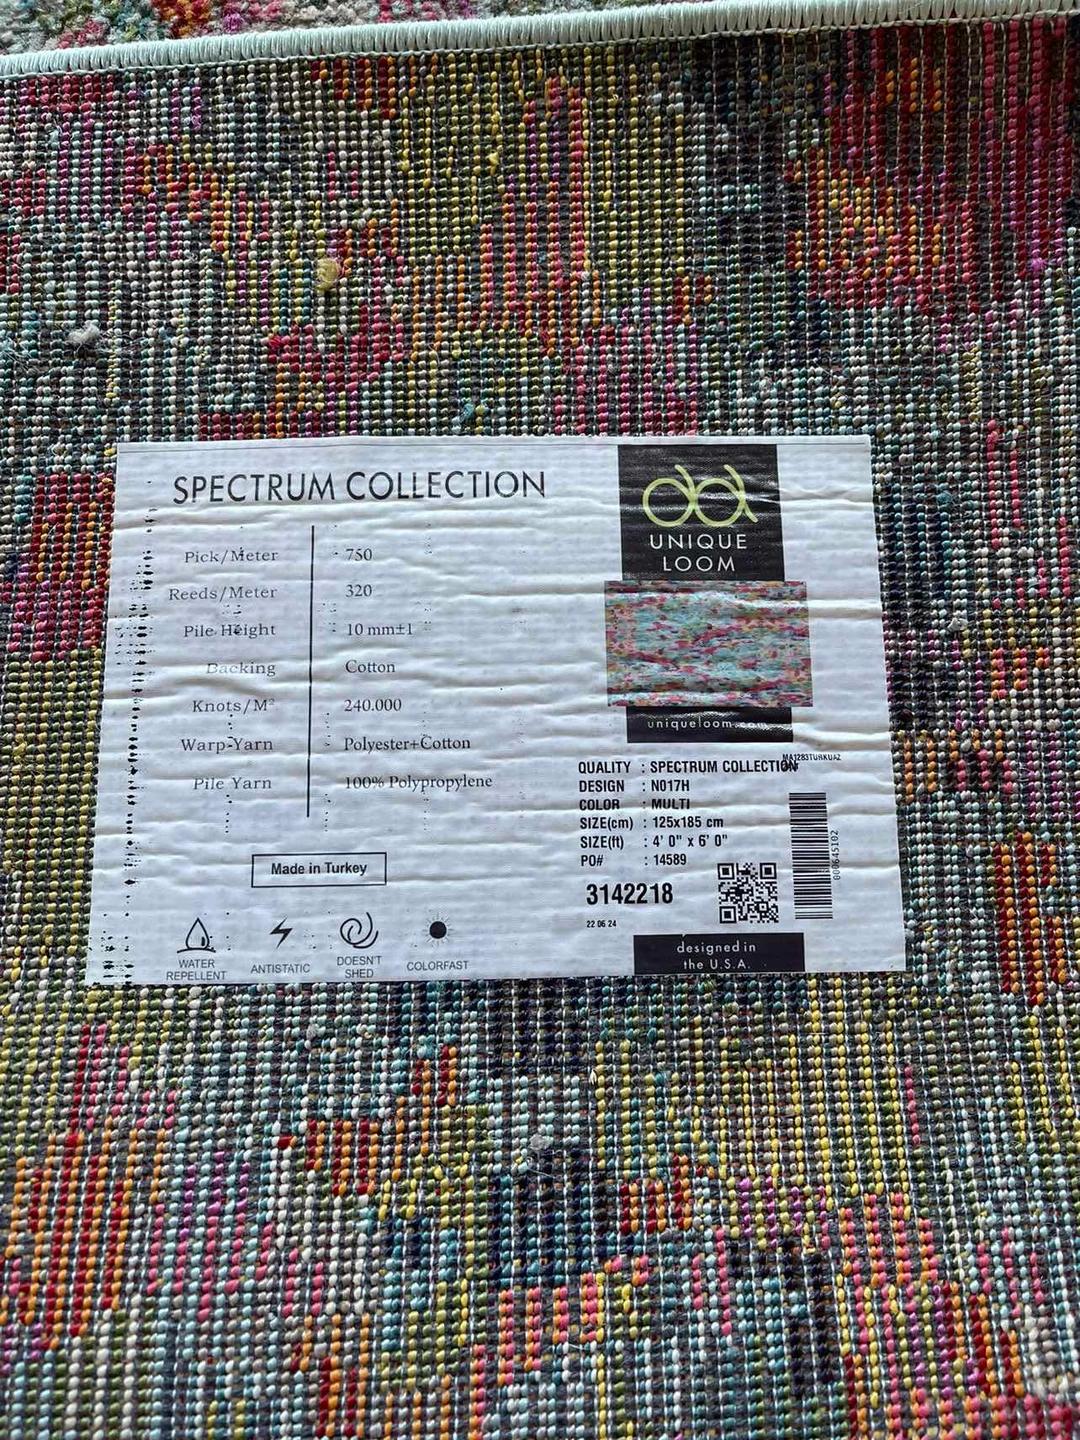 SPECTRUM COLLECTION
Pick/Meter 750
Reeds/Meter 320
Pile Height 10 mm±1
Backing Cotton
Knots/M² 240.000
Warp-Yarn Polyester+Cotton
Pile Yarn 100% Polypropylene
Made in Turkey
WATER REPELLENT
ANTISTATIC
DOESN'T SHED
COLORFAST
UNIQUE
LOOM
uniqueloom.com
MA1283TURKUAZ
QUALITY : SPECTRUM COLLECTION
DESIGN : N017H
COLOR : MULTI
SIZE(cm) : 125x185 cm
SIZE(ft) : 4' 0" x 6' 0"
PO# : 14589
3142218
22 06 24
000645102
designed in
the U.S.A.